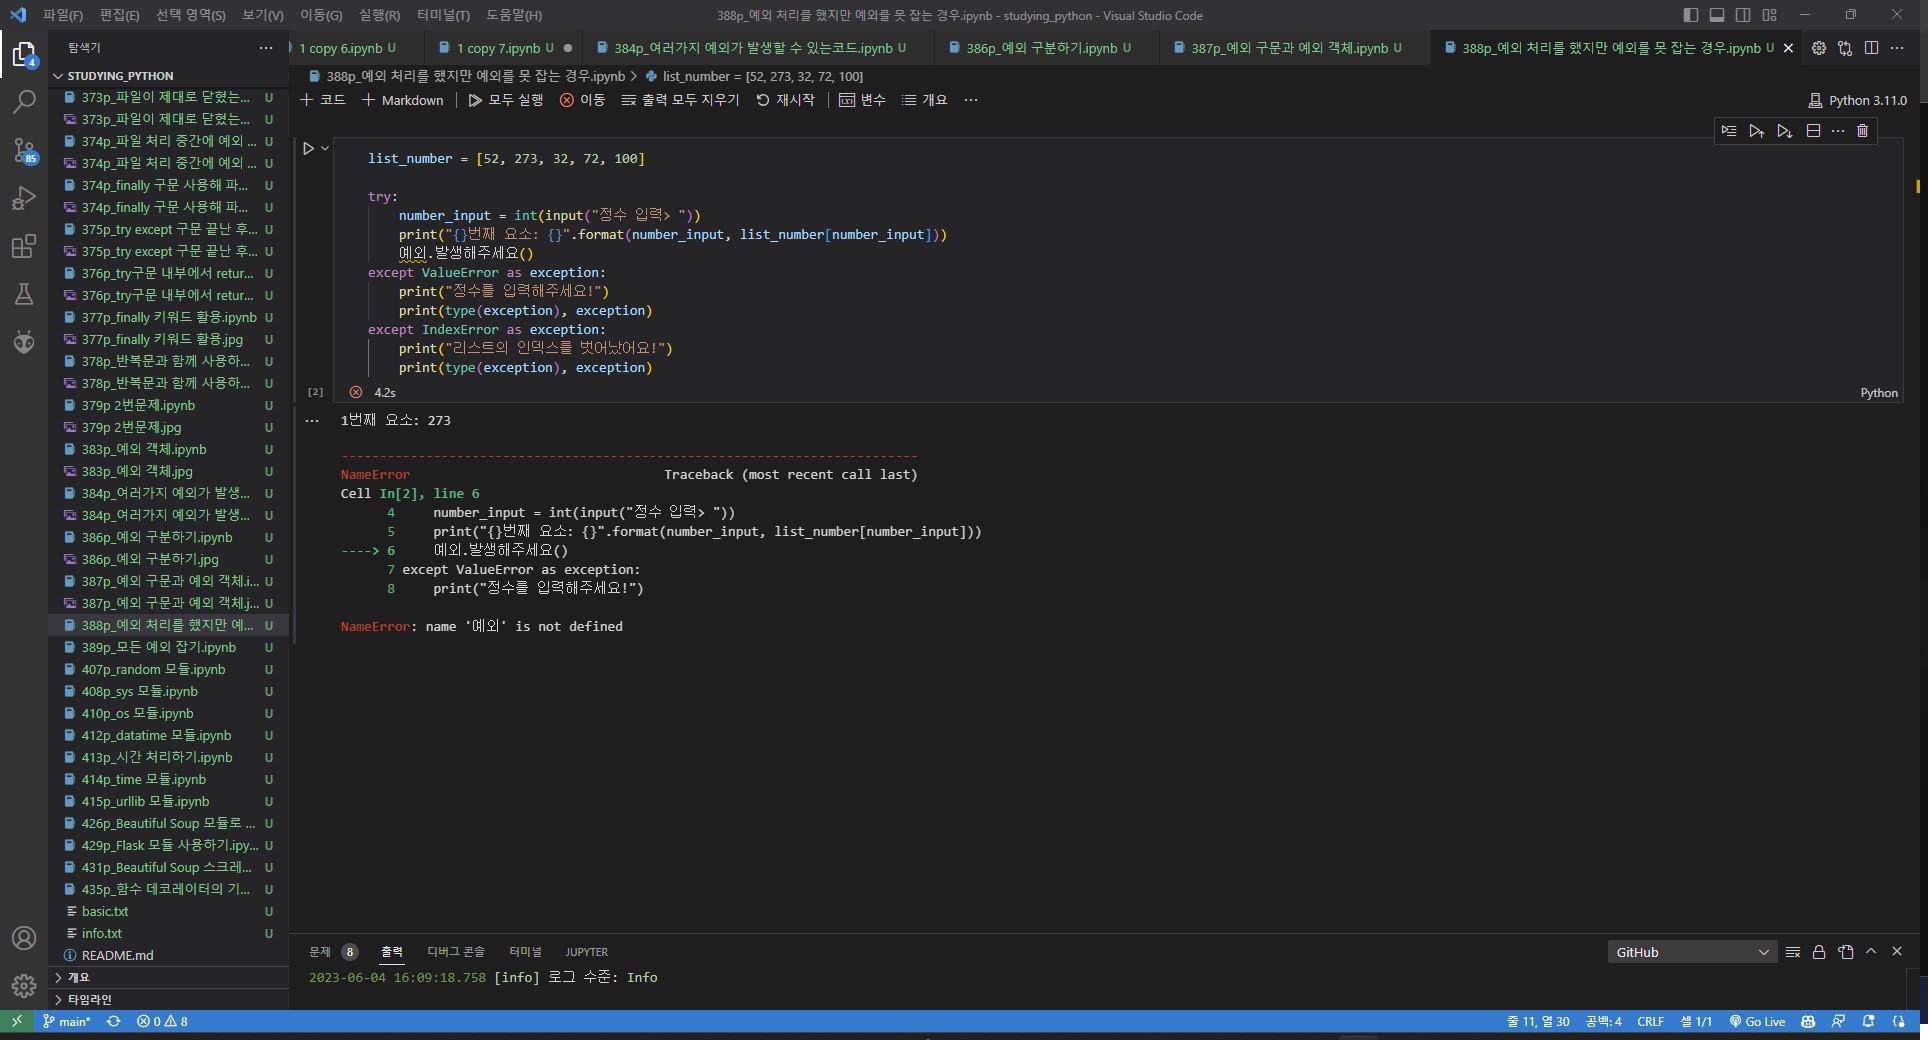 파일(F) 편집(E) 선택 영역(S) 보기(V) 이동(G) 실행(R) 터미널(T) 도움말(H)
388p_예외 처리를 했지만 예외를 못 잡는 경우.ipynb - studying_python - Visual Studio Code
탐색기
1 copy 6.ipynb U
1 copy 7.ipynb U
384p_여러가지 예외가 발생할 수 있는코드.ipynb U
386p_예외 구분하기.ipynb U
387p_예외 구문과 예외 객체.ipynb U
388p_예외 처리를 했지만 예외를 못 잡는 경우.ipynb U
4
85
STUDYING_PYTHON
373p_파일이 제대로 닫혔는... U
373p_파일이 제대로 닫혔는... U
374p_파일 처리 중간에 예외 ... U
374p_파일 처리 중간에 예외 ... U
374p_finally 구문 사용해 파... U
374p_finally 구문 사용해 파... U
375p_try except 구문 끝난 후... U
375p_try except 구문 끝난 후... U
376p_try구문 내부에서 retur... U
376p_try구문 내부에서 retur... U
377p_finally 키워드 활용.ipynb U
377p_finally 키워드 활용.jpg U
378p_반복문과 함께 사용하... U
378p_반복문과 함께 사용하... U
379p 2번문제.ipynb U
379p 2번문제.jpg U
383p_예외 객체.ipynb U
383p_예외 객체.jpg U
384p_여러가지 예외가 발생... U
384p_여러가지 예외가 발생... U
386p_예외 구분하기.ipynb U
386p_예외 구분하기.jpg U
387p_예외 구문과 예외 객체.i... U
387p_예외 구문과 예외 객체.j... U
388p_예외 처리를 했지만 예... U
389p_모든 예외 잡기.ipynb U
407p_random 모듈.ipynb U
408p_sys 모듈.ipynb U
410p_os 모듈.ipynb U
412p_datatime 모듈.ipynb U
413p_시간 처리하기.ipynb U
414p_time 모듈.ipynb U
415p_urllib 모듈.ipynb U
426p_Beautiful Soup 모듈로 ... U
429p_Flask 모듈 사용하기.ipy... U
431p_Beautiful Soup 스크레... U
435p_함수 데코레이터의 기... U
basic.txt U
info.txt U
README.md
개요
타임라인
388p_예외 처리를 했지만 예외를 못 잡는 경우.ipynb > list_number = [52, 273, 32, 72, 100]
코드 Markdown 모두 실행 이동 출력 모두 지우기 재시작 변수 개요 ...
Python 3.11.0
list_number = [52, 273, 32, 72, 100]
try:
number_input = int(input("정수 입력> "))
print("{}번째 요소: {}".format(number_input, list_number[number_input]))
예외.발생해주세요()
except ValueError as exception:
print("정수를 입력해주세요!")
print(type(exception), exception)
except IndexError as exception:
print("리스트의 인덱스를 벗어났어요!")
print(type(exception), exception)
[2] 4.2s
Python
1번째 요소: 273
---------------------------------------------------------------------------
NameError Traceback (most recent call last)
Cell In[2], line 6
4 number_input = int(input("정수 입력> "))
5 print("{}번째 요소: {}".format(number_input, list_number[number_input]))
----> 6 예외.발생해주세요()
7 except ValueError as exception:
8 print("정수를 입력해주세요!")
NameError: name '예외' is not defined
문제 8 출력 디버그 콘솔 터미널 JUPYTER
GitHub
2023-06-04 16:09:18.758 [info] 로그 수준: Info
main* 0 8
줄 11, 열 30 공백: 4 CRLF 셀 1/1 Go Live